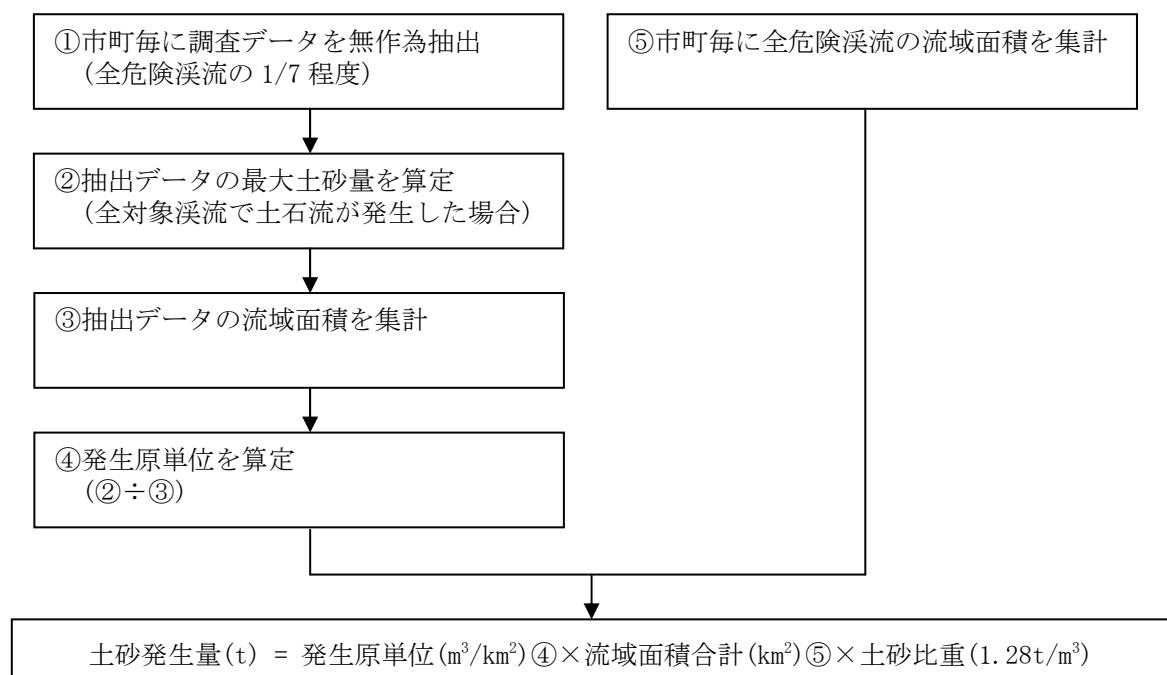 ①市町毎に調査データを無作為抽出
(全危険渓流の 1/7 程度)
②抽出データの最大土砂量を算定
(全対象渓流で土石流が発生した場合)
③抽出データの流域面積を集計
④発生原単位を算定
(②÷③)
⑤市町毎に全危険渓流の流域面積を集計
土砂発生量(t) = 発生原単位(m³/km²)④×流域面積合計(km²)⑤×土砂比重(1.28t/m³)